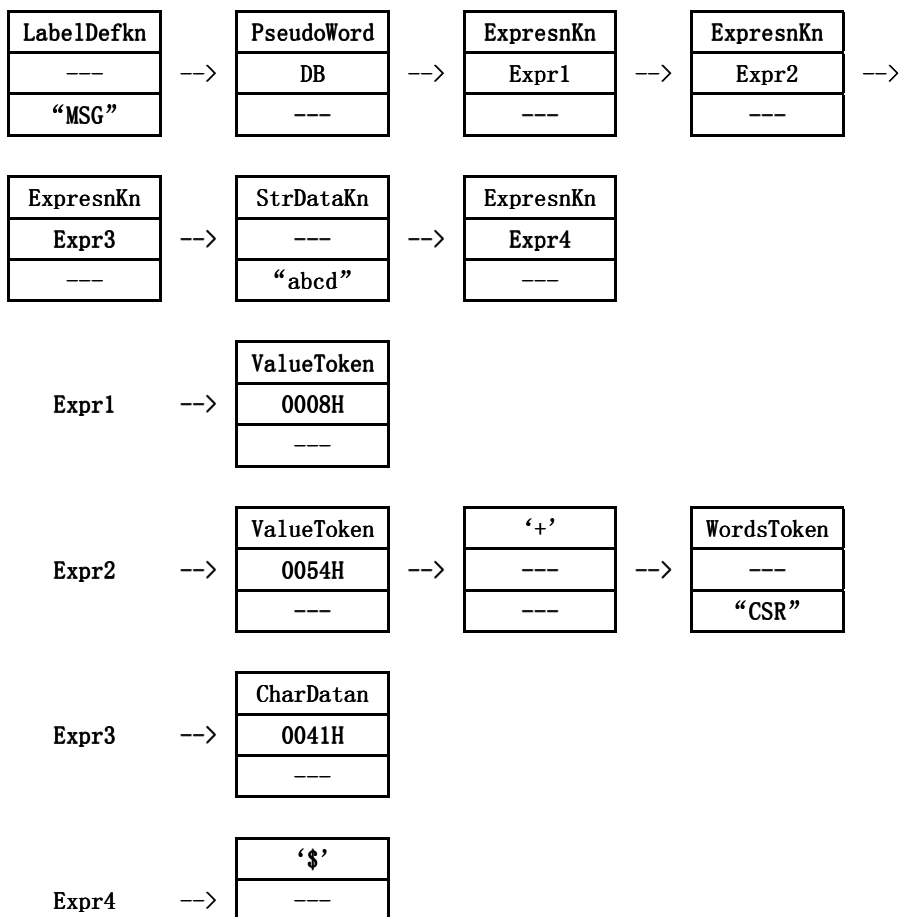 LabelDefkn PseudoWord ExpresnKn ExpresnKn
--- --> DB --> Expr1 --> Expr2 -->
“MSG” --- --- ---
ExpresnKn StrDataKn ExpresnKn
Expr3 --> --- --> Expr4
--- “abcd” ---
ValueToken
Expr1 --> 0008H
---
ValueToken ‘+’ WordsToken
Expr2 --> 0054H --> --- --> ---
--- --- “CSR”
CharDatan
Expr3 --> 0041H
---
‘$’
Expr4 --> ---